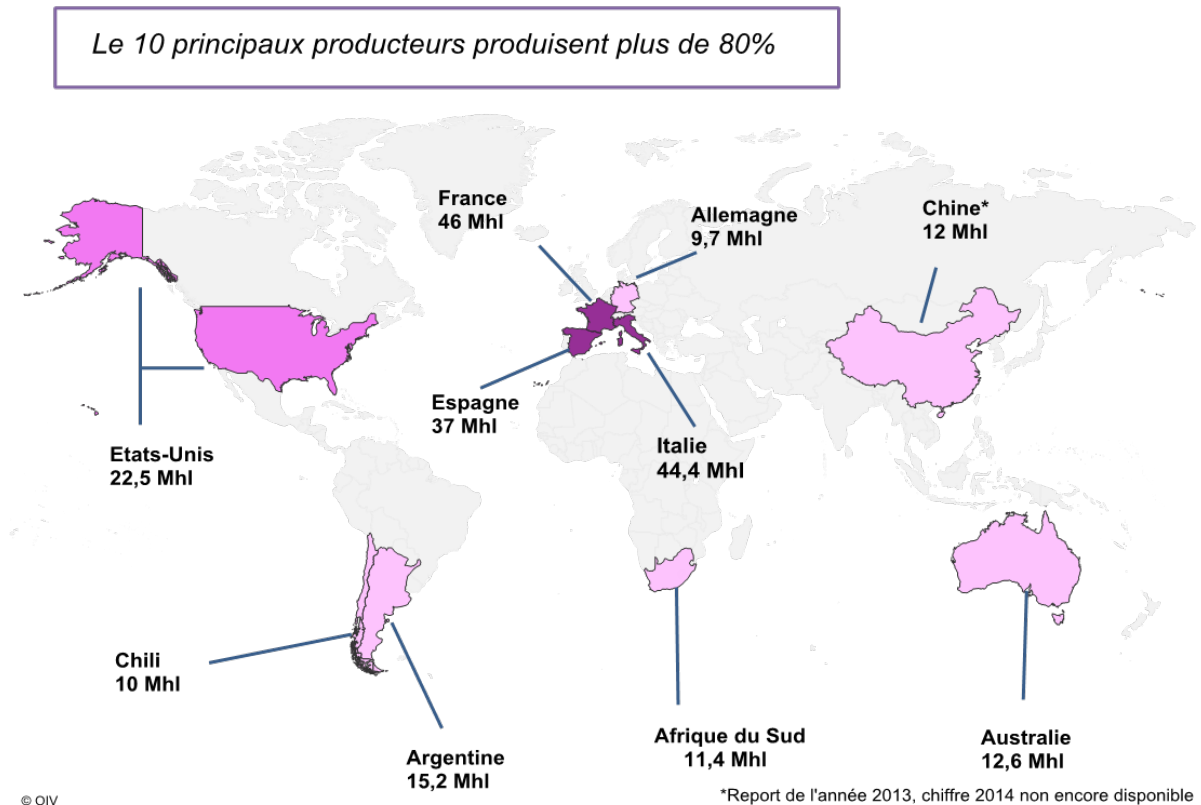 Le 10 principaux producteurs produisent plus de 80%
France
46 Mhl
Allemagne
9,7 Mhl
Chine*
12 Mhl
Espagne
37 Mhl
Italie
44,4 Mhl
Etats-Unis
22,5 Mhl
Chili
10 Mhl
Argentine
15,2 Mhl
Afrique du Sud
11,4 Mhl
Australie
12,6 Mhl
© OIV
*Report de l'année 2013, chiffre 2014 non encore disponible